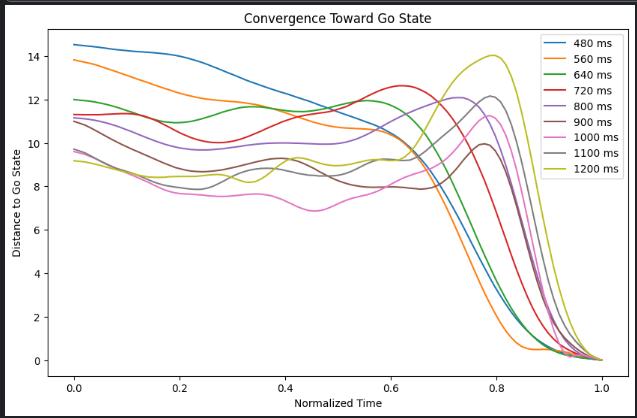 Convergence Toward Go State
14
12
10
8
6
4
2
0
Distance to Go State
480 ms
560 ms
640 ms
720 ms
800 ms
900 ms
1000 ms
1100 ms
1200 ms
0.0
0.2
0.4
0.6
0.8
1.0
Normalized Time